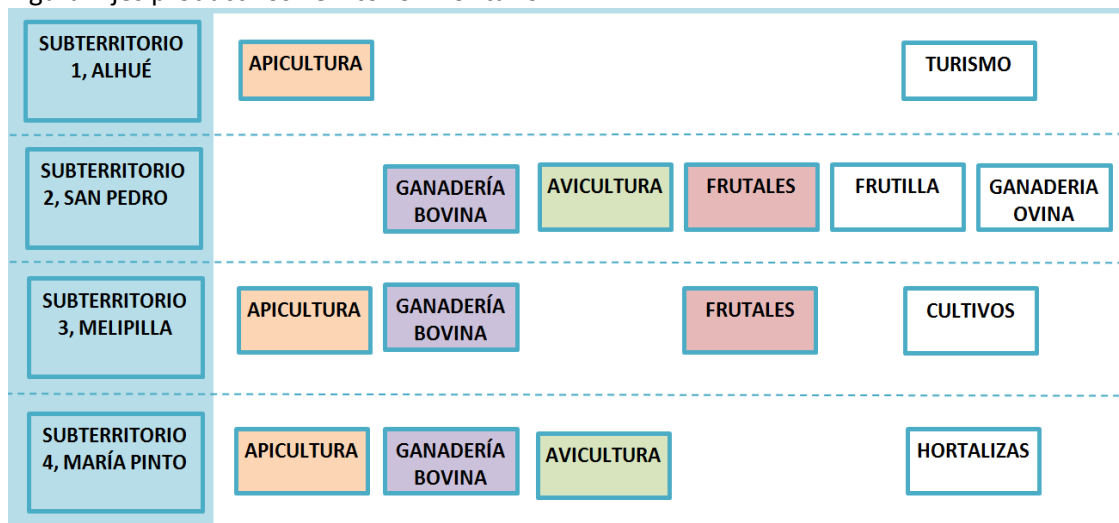 SUBTERRITORIO
1, ALHUÉ
APICULTURA
TURISMO
SUBTERRITORIO
2, SAN PEDRO
GANADERÍA
BOVINA
AVICULTURA
FRUTALES
FRUTILLA
GANADERIA
OVINA
SUBTERRITORIO
3, MELIPILLA
APICULTURA
GANADERÍA
BOVINA
FRUTALES
CULTIVOS
SUBTERRITORIO
4, MARÍA PINTO
APICULTURA
GANADERÍA
BOVINA
AVICULTURA
HORTALIZAS